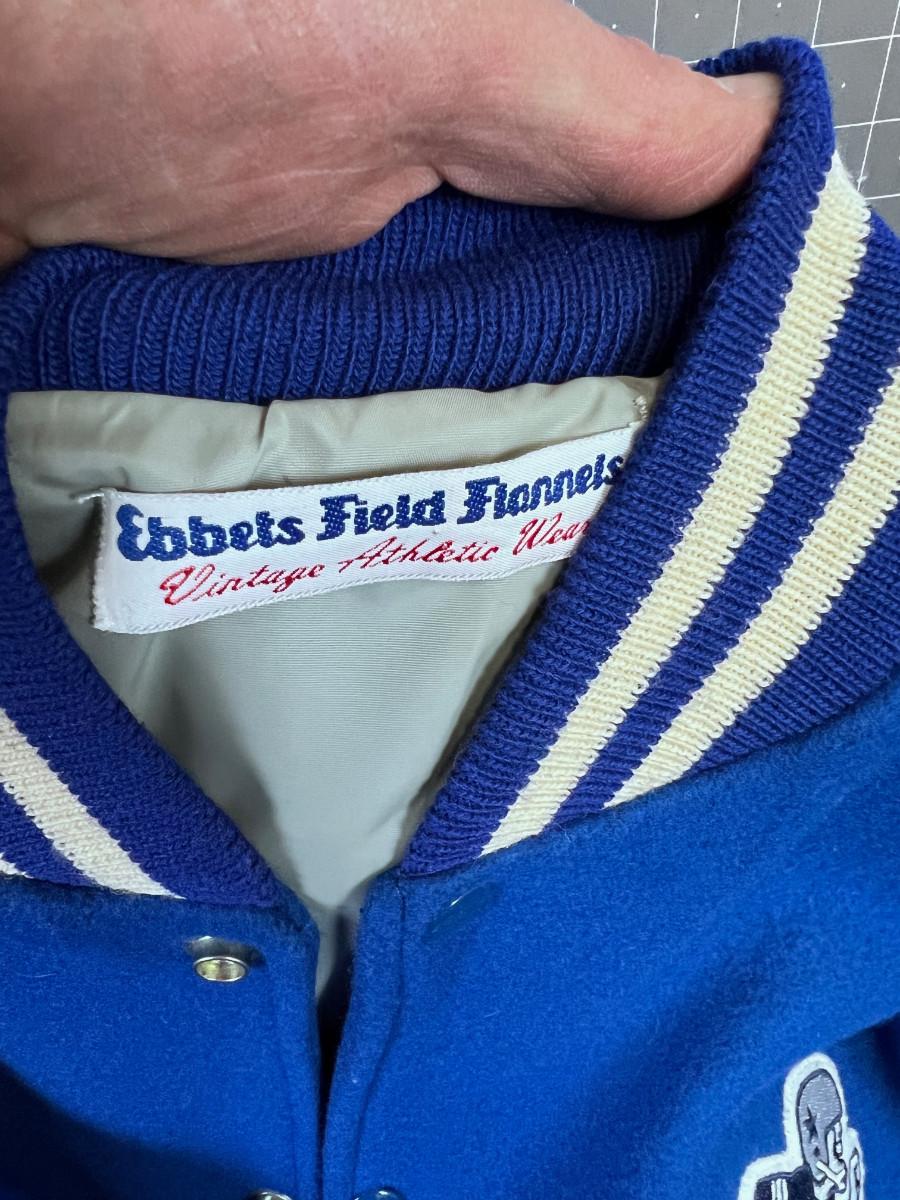 Ebbets Field Flannels
Vintage Athletic Wear